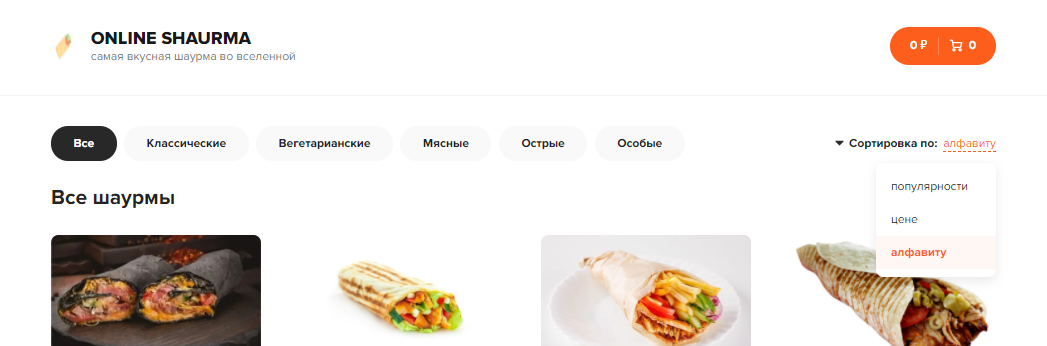 ONLINE SHAURMA
самая вкусная шаурма во вселенной
0 ₽ 0
Все Классические Вегетарианские Мясные Острые Особые Сортировка по: алфавиту
популярности
цене
алфавиту
Все шаурмы